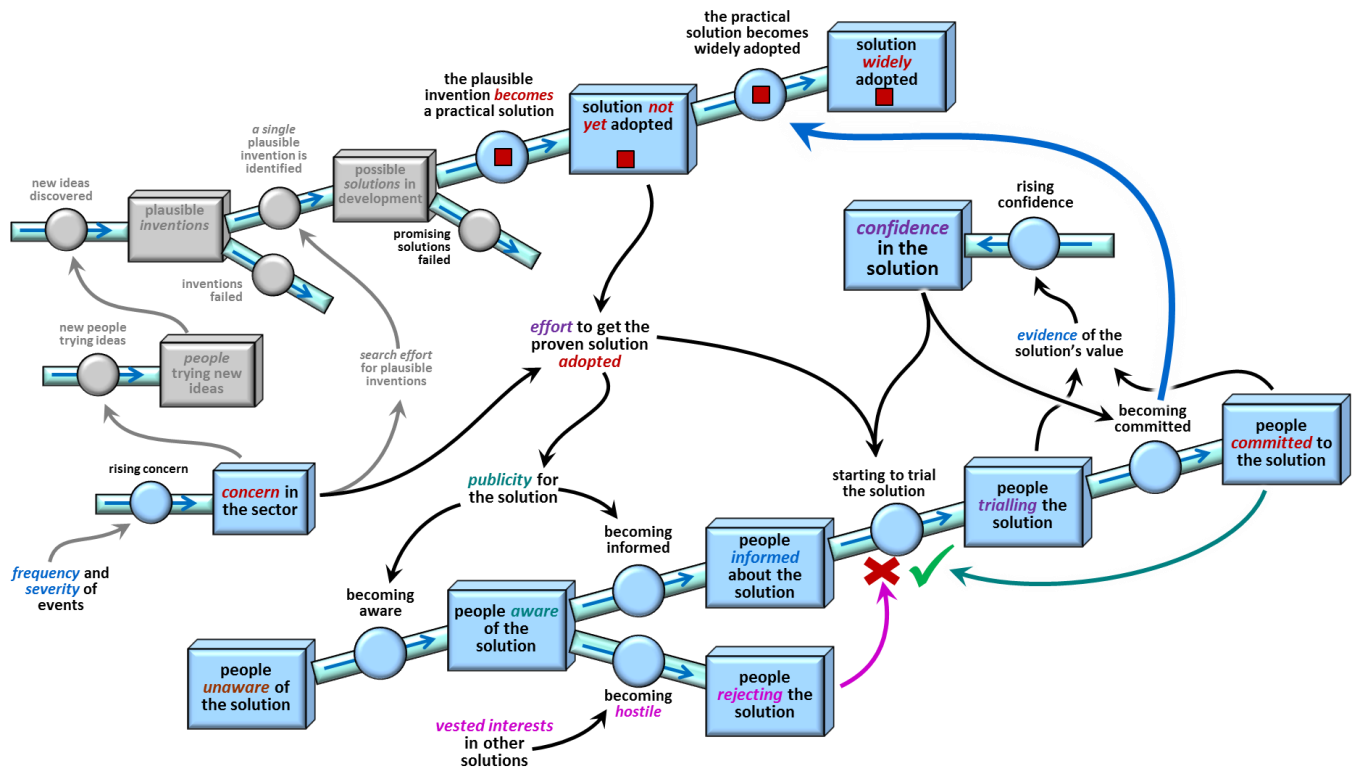 the practical
solution becomes
widely adopted
solution
widely
adopted
the plausible
invention becomes
a practical solution
solution not
yet adopted
a single
plausible
invention is
identified
possible
solutions in
development
new ideas
discovered
plausible
inventions
promising
solutions
failed
inventions
failed
rising
confidence
confidence
in the
solution
new people
trying ideas
people
trying new
ideas
search effort
for plausible
inventions
effort to get the
proven solution
adopted
evidence of the
solution's value
becoming
committed
people
committed to
the solution
rising concern
concern in
the sector
publicity for
the solution
starting to trial
the solution
people
trialling the
solution
frequency and
severity of
events
becoming
informed
people
informed
about the
solution
becoming
aware
people aware
of the
solution
people
unaware of
the solution
becoming
hostile
people
rejecting the
solution
vested interests
in other
solutions